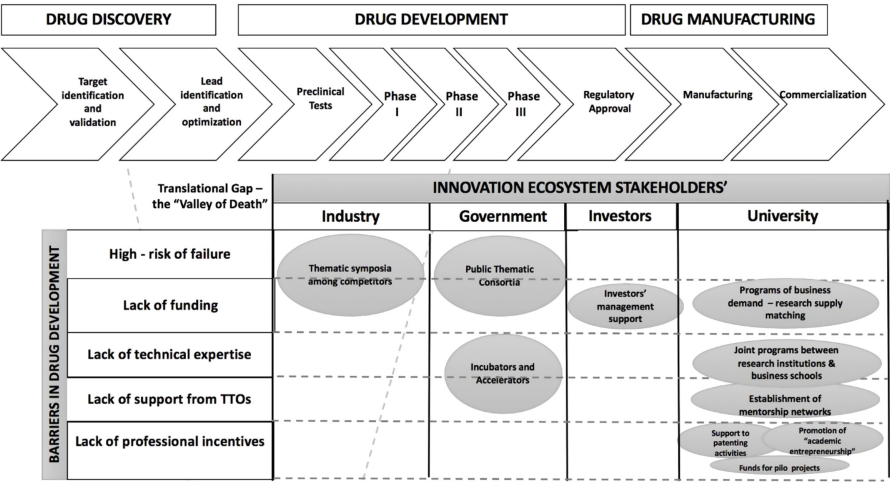 DRUG DISCOVERY
DRUG DEVELOPMENT
DRUG MANUFACTURING
Target
identification
and
validation
Lead
identification
and
optimization
Preclinical
Tests
Phase
I
Phase
II
Phase
III
Regulatory
Approval
Manufacturing
Commercialization
Translational Gap –
the “Valley of Death”
INNOVATION ECOSYSTEM STAKEHOLDERS’
Industry
Government
Investors
University
BARRIERS IN DRUG DEVELOPMENT
High - risk of failure
Lack of funding
Lack of technical expertise
Lack of support from TTOs
Lack of professional incentives
Thematic symposia
among competitors
Public Thematic
Consortia
Investors’
management
support
Programs of business
demand – research supply
matching
Incubators and
Accelerators
Joint programs between
research institutions &
business schools
Establishment of
mentorship networks
Support to
patenting
activities
Promotion of
“academic
entrepreneurship”
Funds for pilo projects